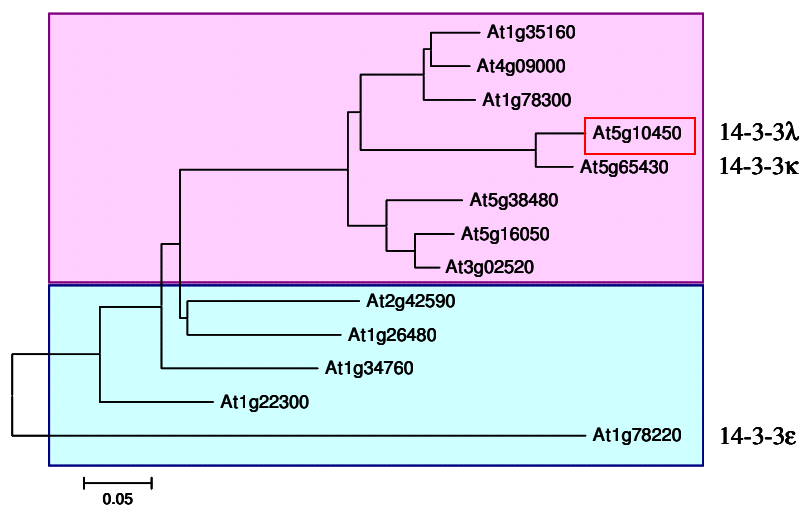 At1g35160
At4g09000
At1g78300
At5g10450 14-3-3λ
At5g65430 14-3-3κ
At5g38480
At5g16050
At3g02520
At2g42590
At1g26480
At1g34760
At1g22300
At1g78220 14-3-3ε
0.05